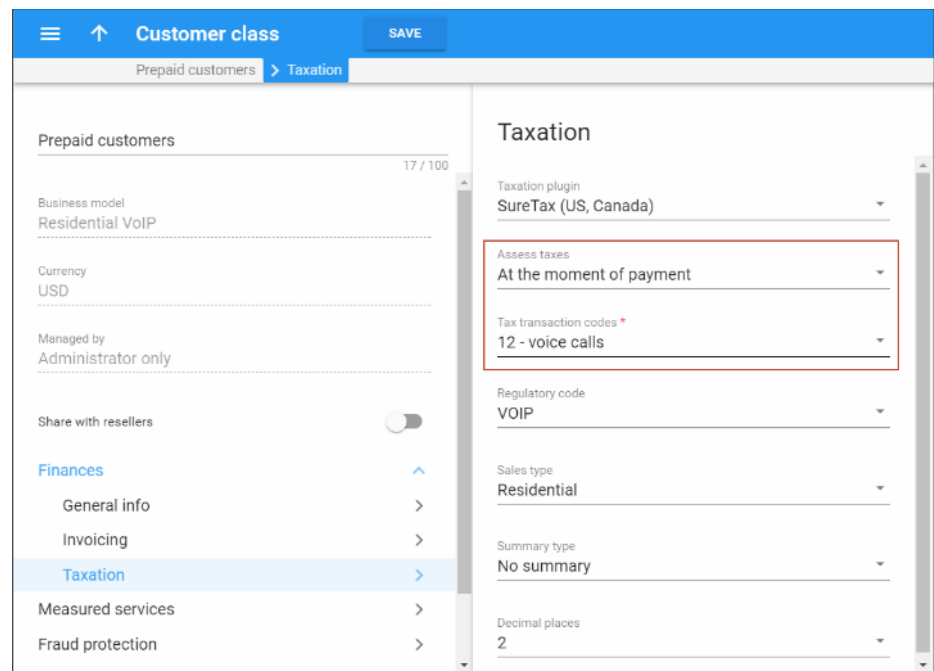 Customer class
SAVE
Prepaid customers
Taxation
Prepaid customers
17 / 100
Business model
Residential VoIP
Currency
USD
Managed by
Administrator only
Share with resellers
Finances
General info
Invoicing
Taxation
Measured services
Fraud protection
Taxation
Taxation plugin
SureTax (US, Canada)
Assess taxes
At the moment of payment
Tax transaction codes *
12 - voice calls
Regulatory code
VOIP
Sales type
Residential
Summary type
No summary
Decimal places
2